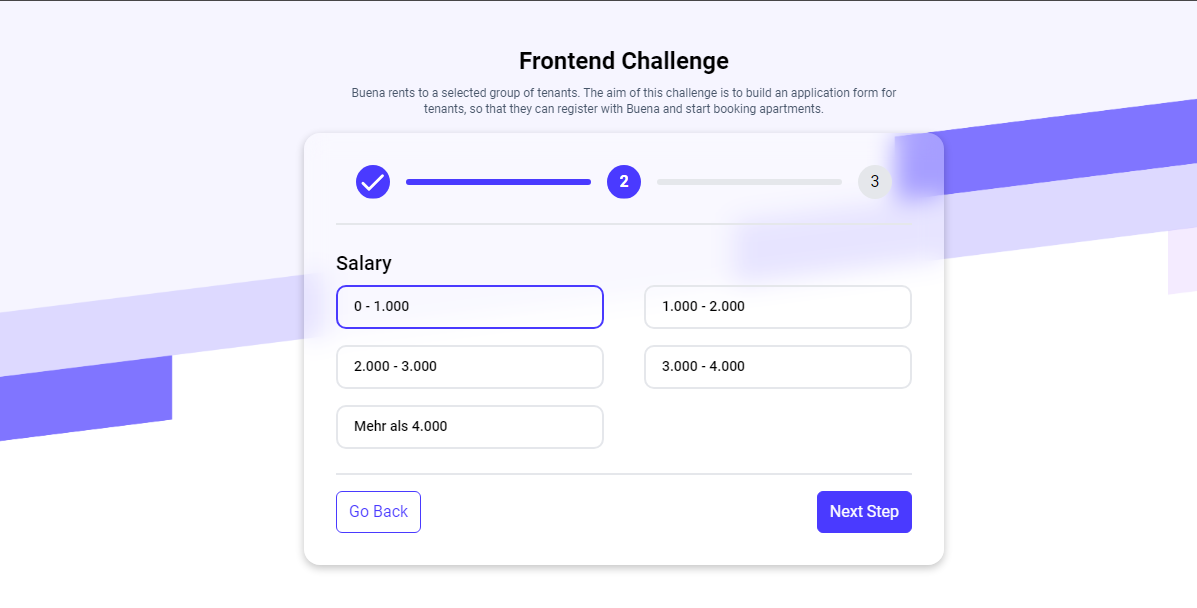 Frontend Challenge
Buena rents to a selected group of tenants. The aim of this challenge is to build an application form for
tenants, so that they can register with Buena and start booking apartments.
2
3
Salary
0 - 1.000
1.000 - 2.000
2.000 - 3.000
3.000 - 4.000
Mehr als 4.000
Go Back
Next Step